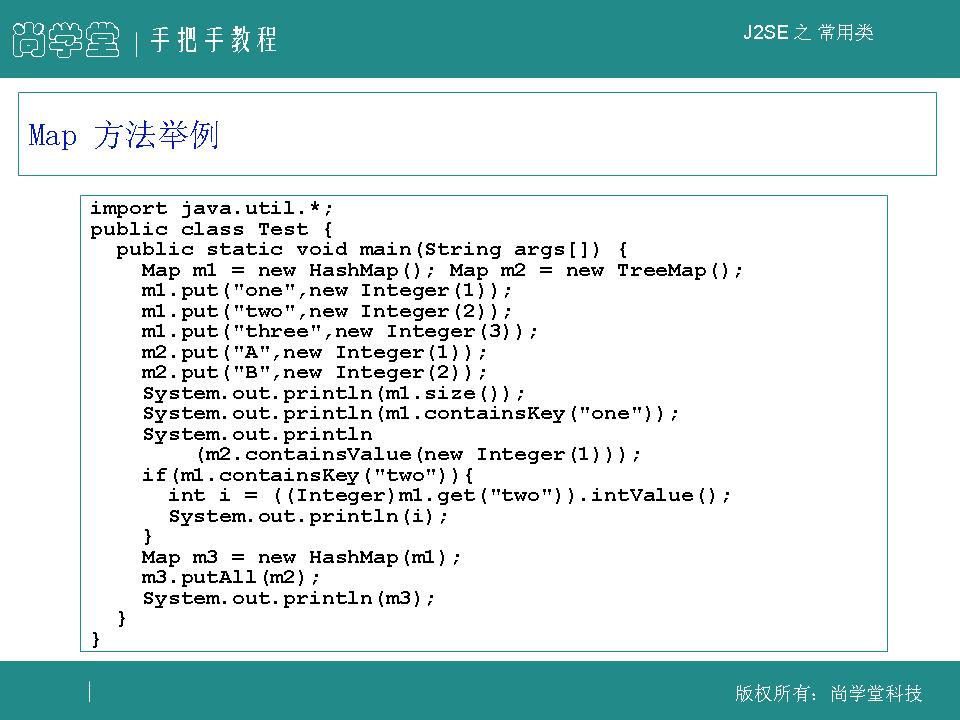 尚学堂 | 手把手教程
J2SE 之 常用类
Map 方法举例
import java.util.*;
public class Test {
  public static void main(String args[]) {
    Map m1 = new HashMap(); Map m2 = new TreeMap();
    m1.put("one",new Integer(1));
    m1.put("two",new Integer(2));
    m1.put("three",new Integer(3));
    m2.put("A",new Integer(1));
    m2.put("B",new Integer(2));
    System.out.println(m1.size());
    System.out.println(m1.containsKey("one"));
    System.out.println
        (m2.containsValue(new Integer(1)));
    if(m1.containsKey("two")){
      int i = ((Integer)m1.get("two")).intValue();
      System.out.println(i);
    }
    Map m3 = new HashMap(m1);
    m3.putAll(m2);
    System.out.println(m3);
  }
}
版权所有：尚学堂科技